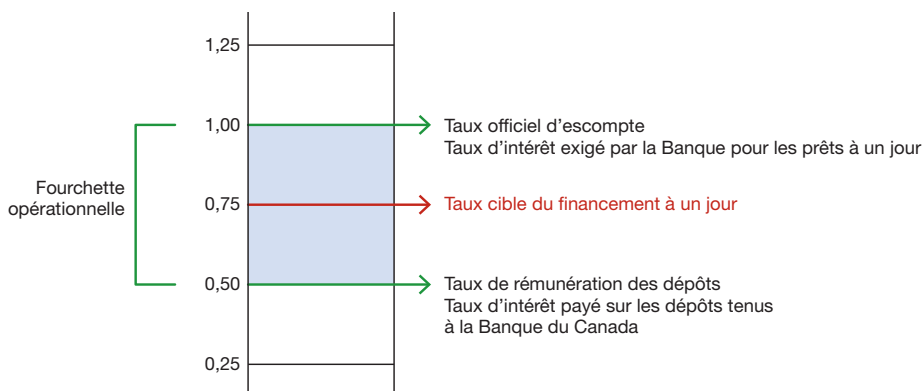 1,25
1,00
Taux officiel d'escompte
Taux d'intérêt exigé par la Banque pour les prêts à un jour
Fourchette
opérationnelle
0,75
Taux cible du financement à un jour
0,50
Taux de rémunération des dépôts
Taux d'intérêt payé sur les dépôts tenus
à la Banque du Canada
0,25